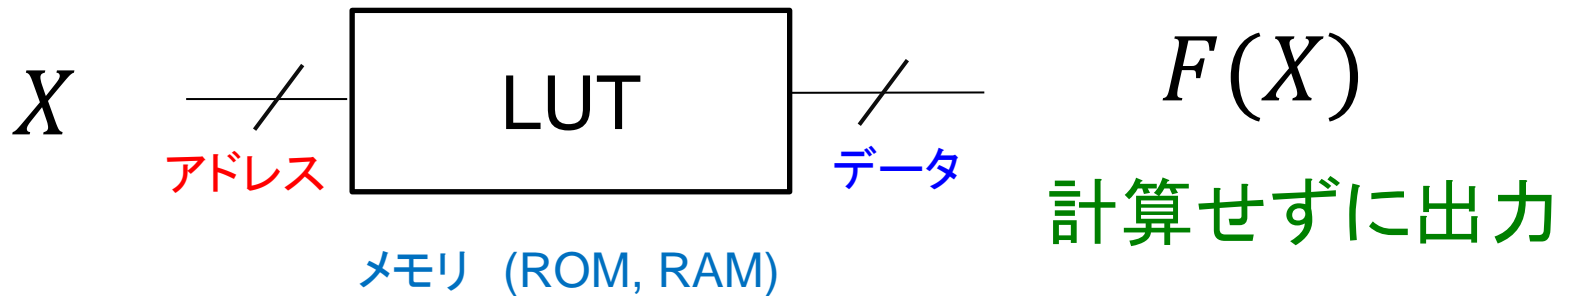 X
アドレス
LUT
メモリ (ROM, RAM)
データ
F(X)
計算せずに出力